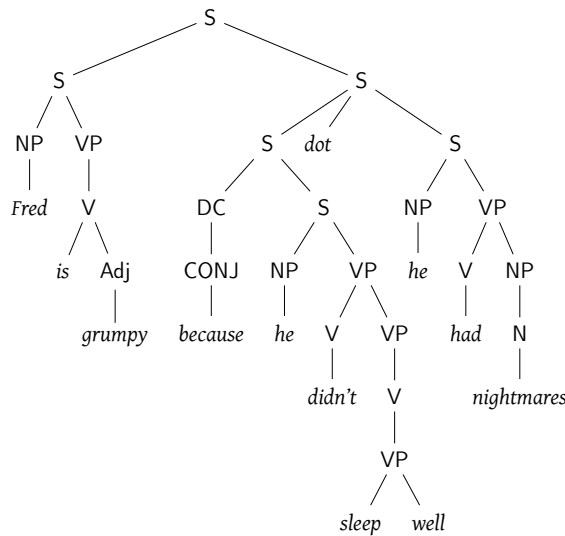 S
S S
NP VP S dot S
Fred V DC S NP VP
is Adj CONJ NP VP he V NP
grumpy because he V VP had N
didn't V nightmares
VP
sleep well